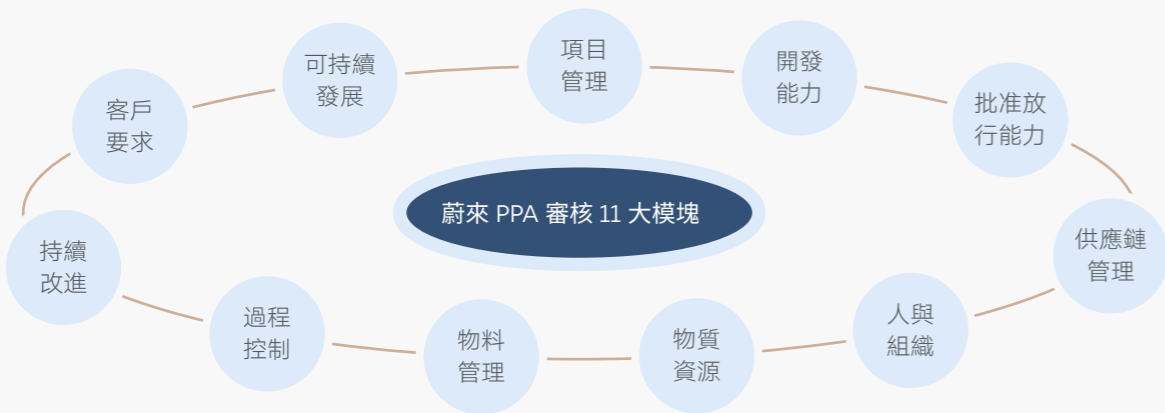 項目
管理
開發
能力
批准放
行能力
供應鏈
管理
人與
組織
物質
資源
物料
管理
過程
控制
持續
改進
客戶
要求
可持續
發展
蔚來 PPA 審核 11 大模塊